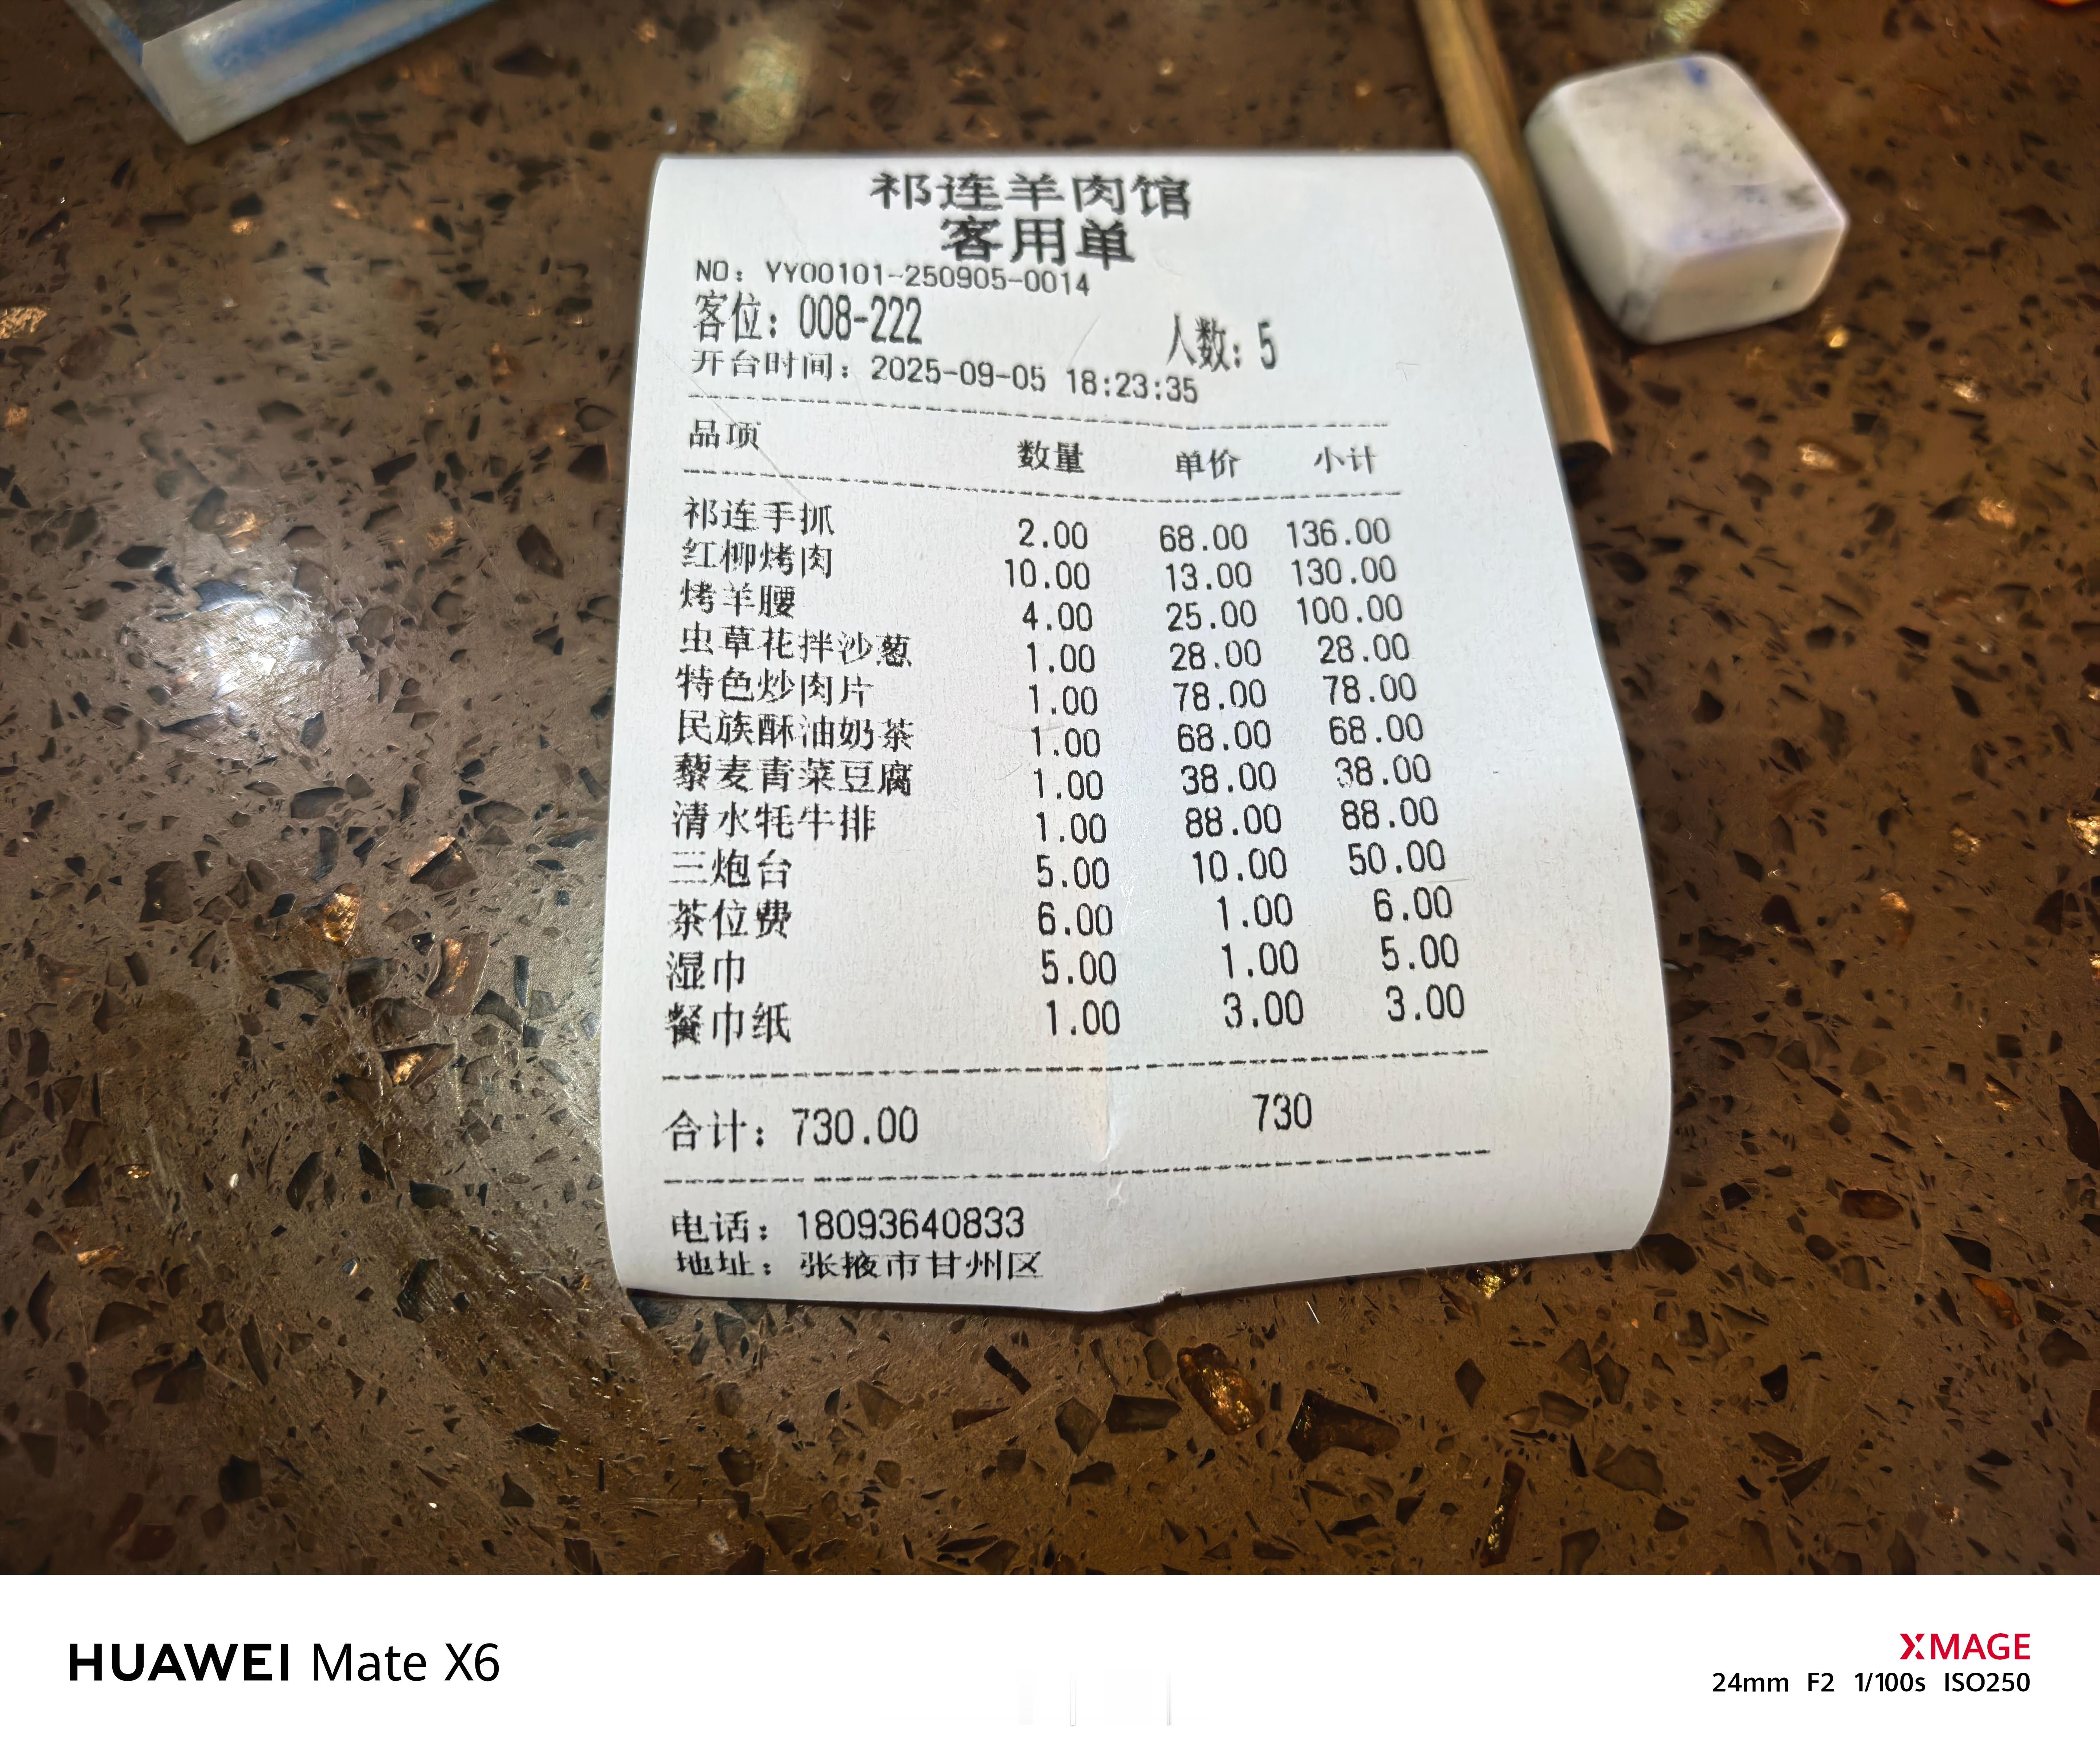 祁连羊肉馆
客用单
NO：YY00101-250905-0014
客位：008-222 人数：5
开台时间：2025-09-05 18:23:35
品项 数量 单价 小计
祁连手抓 2.00 68.00 136.00
红柳烤肉 10.00 13.00 130.00
烤羊腰 4.00 25.00 100.00
虫草花拌沙葱 1.00 28.00 28.00
特色炒肉片 1.00 78.00 78.00
民族酥油奶茶 1.00 68.00 68.00
藜麦青菜豆腐 1.00 38.00 38.00
清水牦牛排 1.00 88.00 88.00
三炮台 5.00 10.00 50.00
茶位费 6.00 1.00 6.00
湿巾 5.00 1.00 5.00
餐巾纸 1.00 3.00 3.00
合计：730.00 730
电话：18093640833
地址：张掖市甘州区
HUAWEI Mate X6
XMAGE
24mm F2 1/100s ISO250